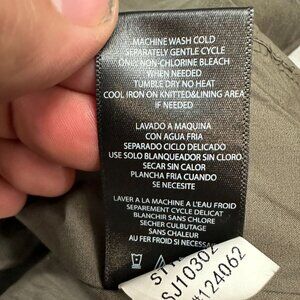 MACHINE WASH COLD
SEPARATELY GENTLE CYCLE
ONLY NON-CHLORINE BLEACH
WHEN NEEDED
TUMBLE DRY NO HEAT
COOL IRON ON KNITTED&LINING AREA
IF NEEDED
LAVADO A MAQUINA
CON AGUA FRIA
SEPARADO CICLO DELICADO
USE SOLO BLANQUEADOR SIN CLORO
SECAR SIN CALOR
PLANCHA FRIA CUANDO
SE NECESITE
LAVER A LA MACHINE A L'EAU FROID
SEPAREMENT CYCLE DELICAT
BLANCHIR SANS CHLORE
SECHER CULBUTAGE
SANS CHALEUR
AU FER FROID SI NECESSAIRE
SJ10302
#124062